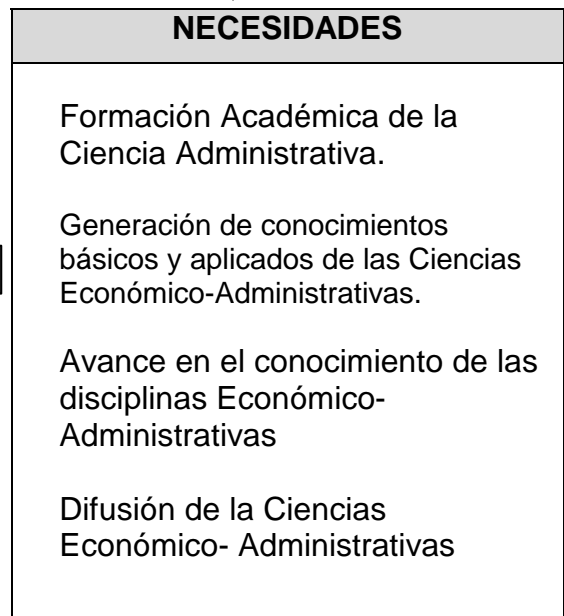 NECESIDADES
Formación Académica de la
Ciencia Administrativa.
Generación de conocimientos
básicos y aplicados de las Ciencias
Económico-Administrativas.
Avance en el conocimiento de las
disciplinas Económico-
Administrativas
Difusión de la Ciencias
Económico- Administrativas